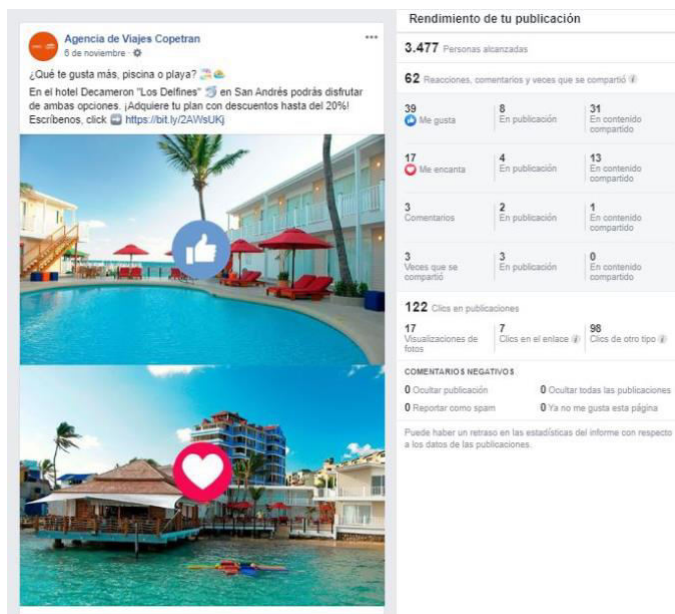 Agencia de Viajes Copetran
6 de noviembre ·
¿Qué te gusta más, piscina o playa?
En el hotel Decameron "Los Delfines" en San Andrés podrás disfrutar
de ambas opciones. ¡Adquiere tu plan con descuentos hasta del 20%!
Escríbenos, click https://bit.ly/2AWsUKj
Rendimiento de tu publicación
3.477 Personas alcanzadas
62 Reacciones, comentarios y veces que se compartió
39
Me gusta
8
En publicación
31
En contenido
compartido
17
Me encanta
4
En publicación
13
En contenido
compartido
3
Comentarios
2
En publicación
1
En contenido
compartido
3
Veces que se
compartió
3
En publicación
0
En contenido
compartido
122 Clics en publicaciones
17
Visualizaciones de
fotos
7
Clics en el enlace
98
Clics de otro tipo
COMENTARIOS NEGATIVOS
0 Ocultar publicación
0 Ocultar todas las publicaciones
0 Reportar como spam
0 Ya no me gusta esta página
Puede haber un retraso en las estadísticas del informe con respecto
a los datos de las publicaciones.